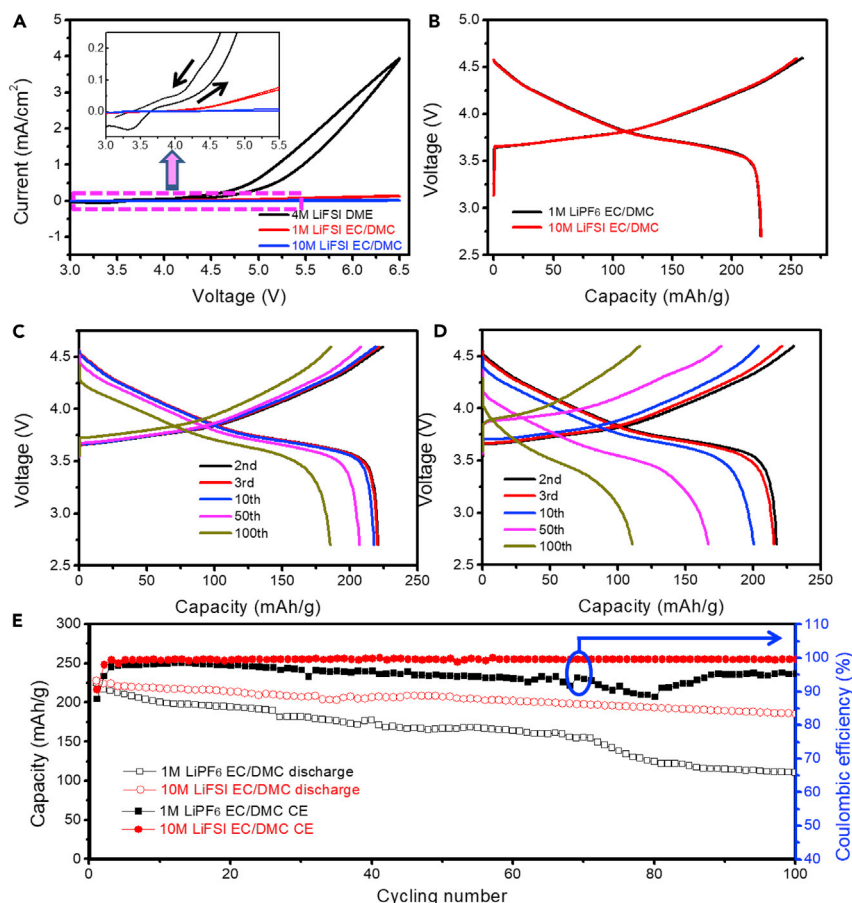 A
5
4
3
2
1
0
-1
Current (mA/cm²)
0.2
0.1
0.0
3.0 3.5 4.0 4.5 5.0 5.5
4M LiFSI DME
1M LiFSI EC/DMC
10M LiFSI EC/DMC
3.0 3.5 4.0 4.5 5.0 5.5 6.0 6.5
Voltage (V)
B
5.0
4.5
4.0
3.5
3.0
2.5
Voltage (V)
1M LiPF₆ EC/DMC
10M LiFSI EC/DMC
0 50 100 150 200 250
Capacity (mAh/g)
C
4.5
4.0
3.5
3.0
2.5
Voltage (V)
2nd
3rd
10th
50th
100th
0 50 100 150 200 250
Capacity (mAh/g)
D
4.5
4.0
3.5
3.0
2.5
Voltage (V)
2nd
3rd
10th
50th
100th
0 50 100 150 200 250
Capacity (mAh/g)
E
300
250
200
150
100
50
0
Capacity (mAh/g)
1M LiPF₆ EC/DMC discharge
10M LiFSI EC/DMC discharge
1M LiPF₆ EC/DMC CE
10M LiFSI EC/DMC CE
110
100
90
80
70
60
50
40
Coulombic efficiency (%)
0 20 40 60 80 100
Cycling number